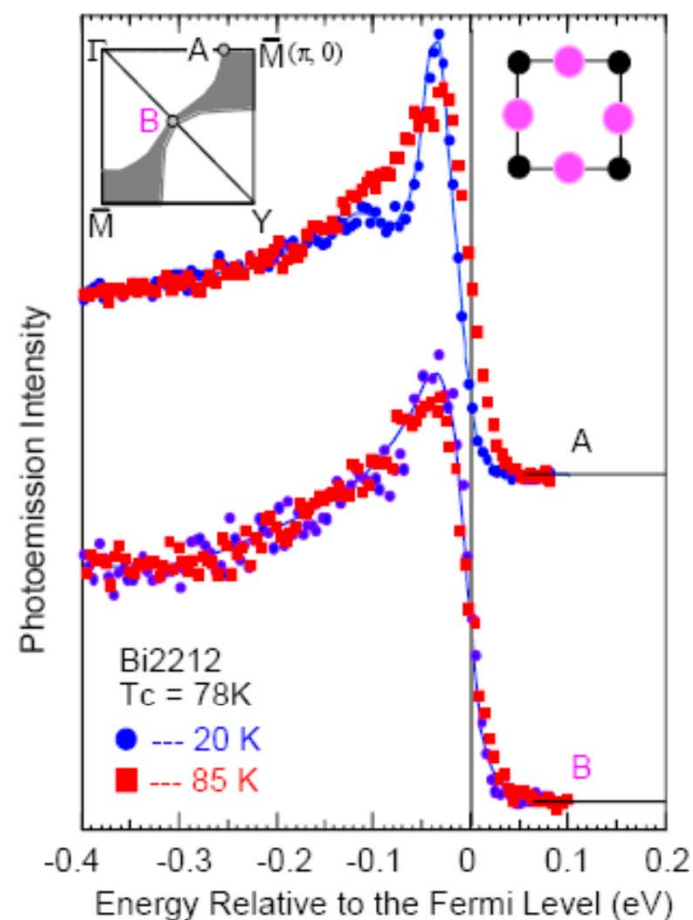 Γ A M̄ (π, 0)
B
M̄ Y
A
Photoemission Intensity
Bi2212
Tc = 78K
--- 20 K
--- 85 K
B
-0.4 -0.3 -0.2 -0.1 0 0.1 0.2
Energy Relative to the Fermi Level (eV)